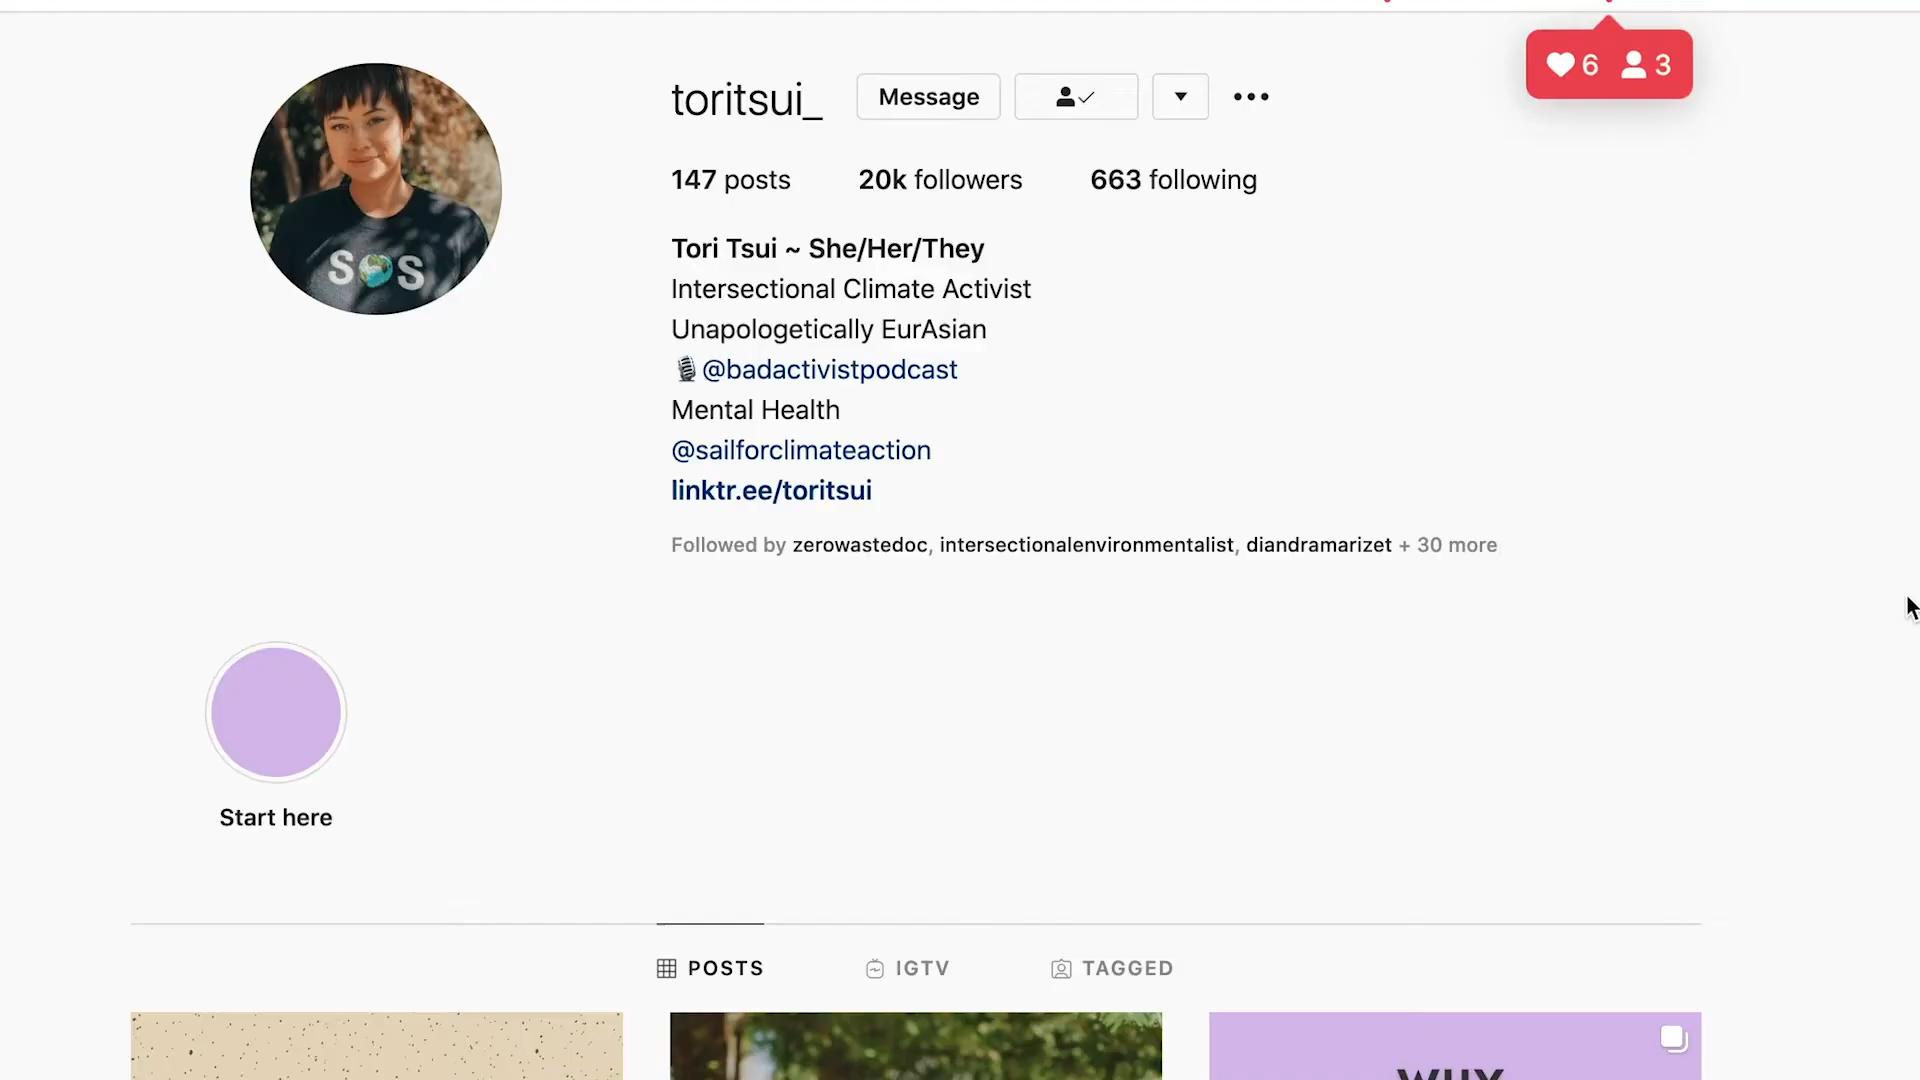 6 3
toritsui_ Message
147 posts 20k followers 663 following
Tori Tsui ~ She/Her/They
Intersectional Climate Activist
Unapologetically EurAsian
🎙@badactivistpodcast
Mental Health
@sailforclimateaction
linktr.ee/toritsui
Followed by zerowastedoc, intersectionalenvironmentalist, diandramarizet + 30 more
SOS
Start here
POSTS IGTV TAGGED
WHY